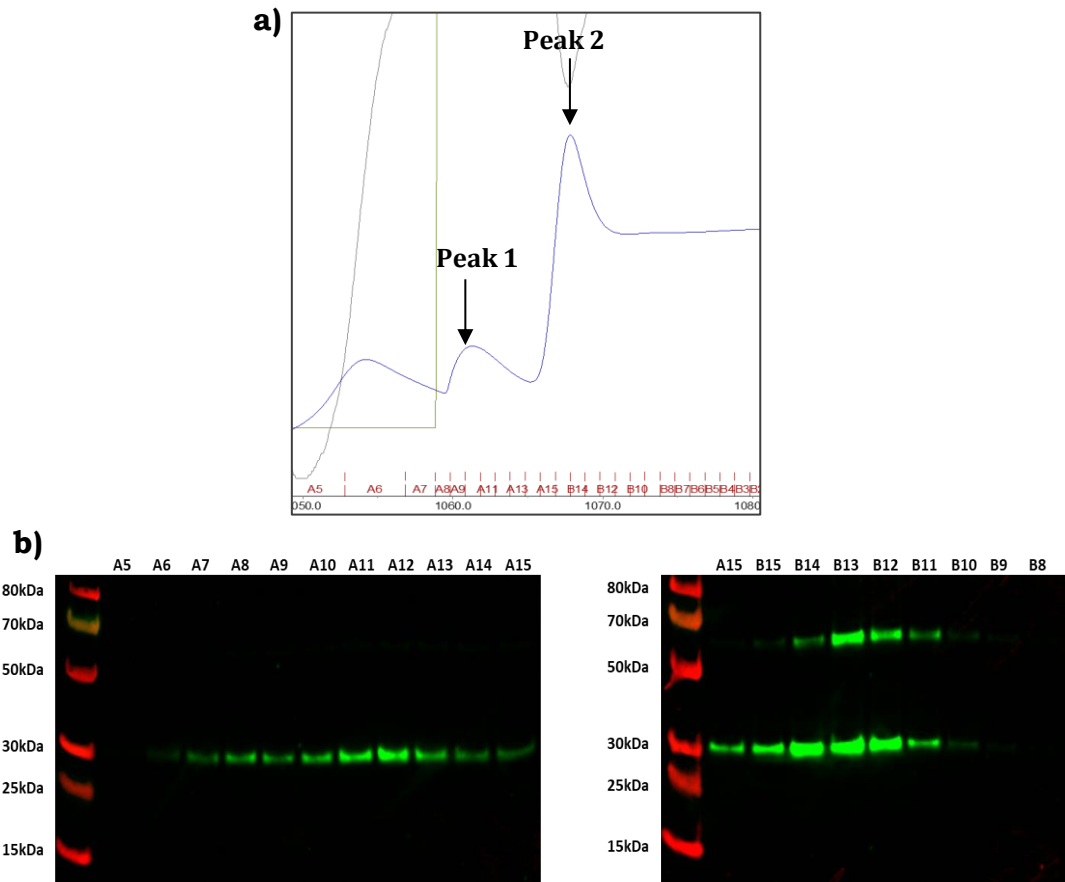 a)
Peak 2
Peak 1
A5 A6 A7 A8 A9 A11 A13 A15 B14 B12 B10 B8 B7 B6 B5 B4 B3
050.0 1060.0 1070.0 1080
b)
A5 A6 A7 A8 A9 A10 A11 A12 A13 A14 A15
80kDa
70kDa
50kDa
30kDa
25kDa
15kDa
A15 B15 B14 B13 B12 B11 B10 B9 B8
80kDa
70kDa
50kDa
30kDa
25kDa
15kDa